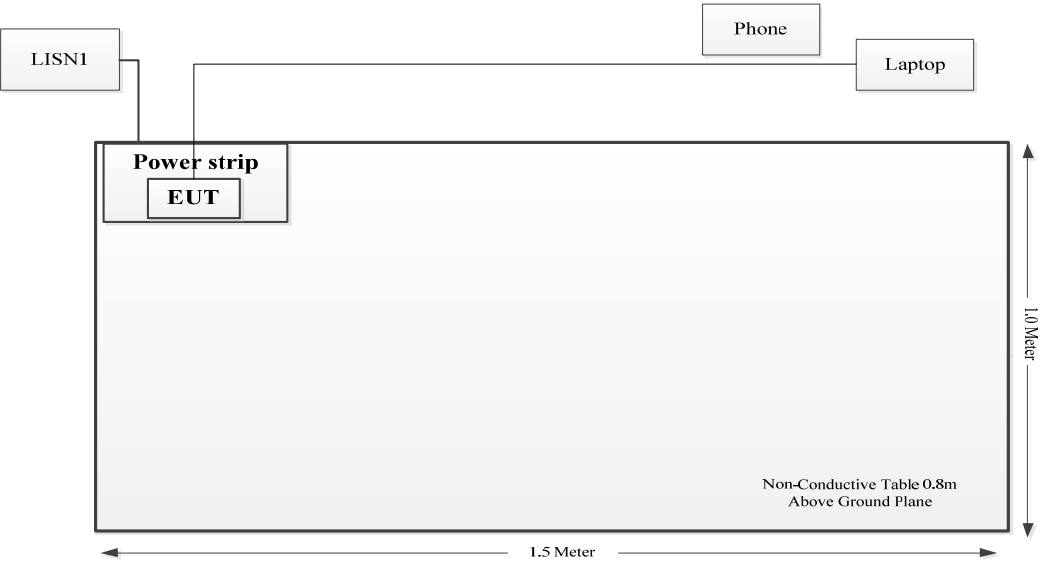 Phone
LISN1
Laptop
Power strip
EUT
1.0 Meter
Non-Conductive Table 0.8m
Above Ground Plane
1.5 Meter